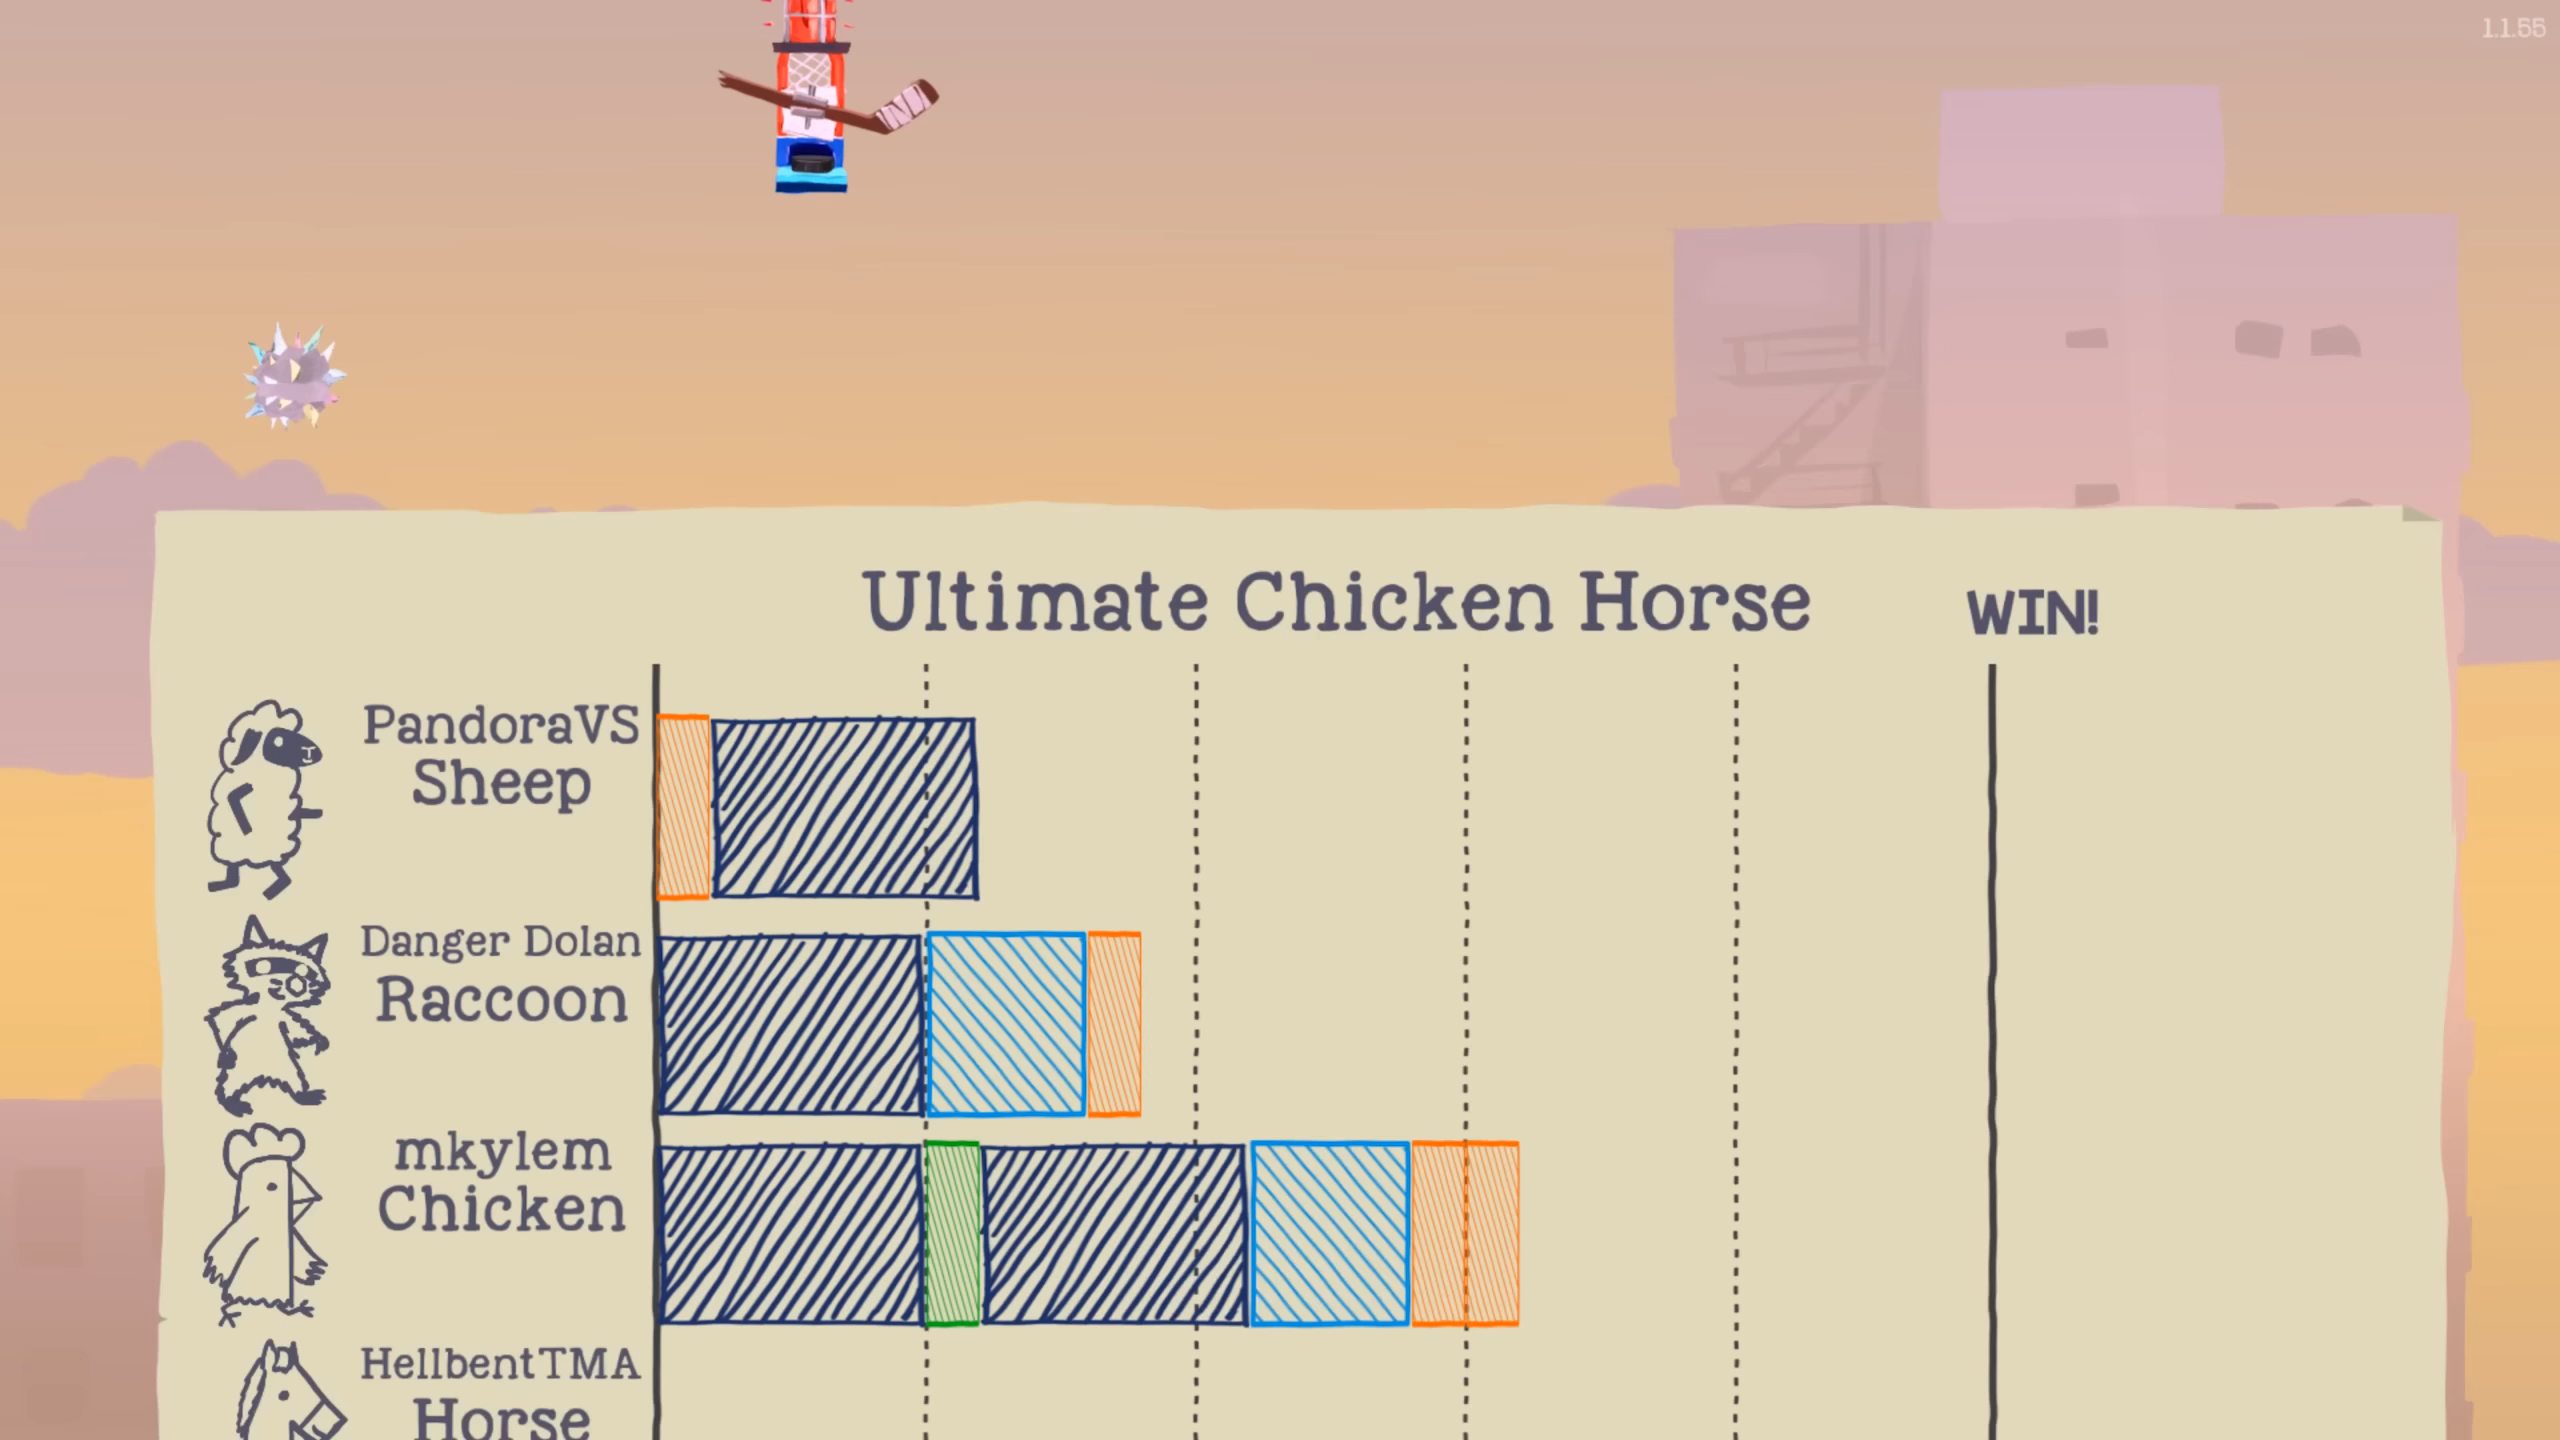 1.1.55
Ultimate Chicken Horse
WIN!
PandoraVS
Sheep
Danger Dolan
Raccoon
mkylem
Chicken
HellbentTMA
Horse